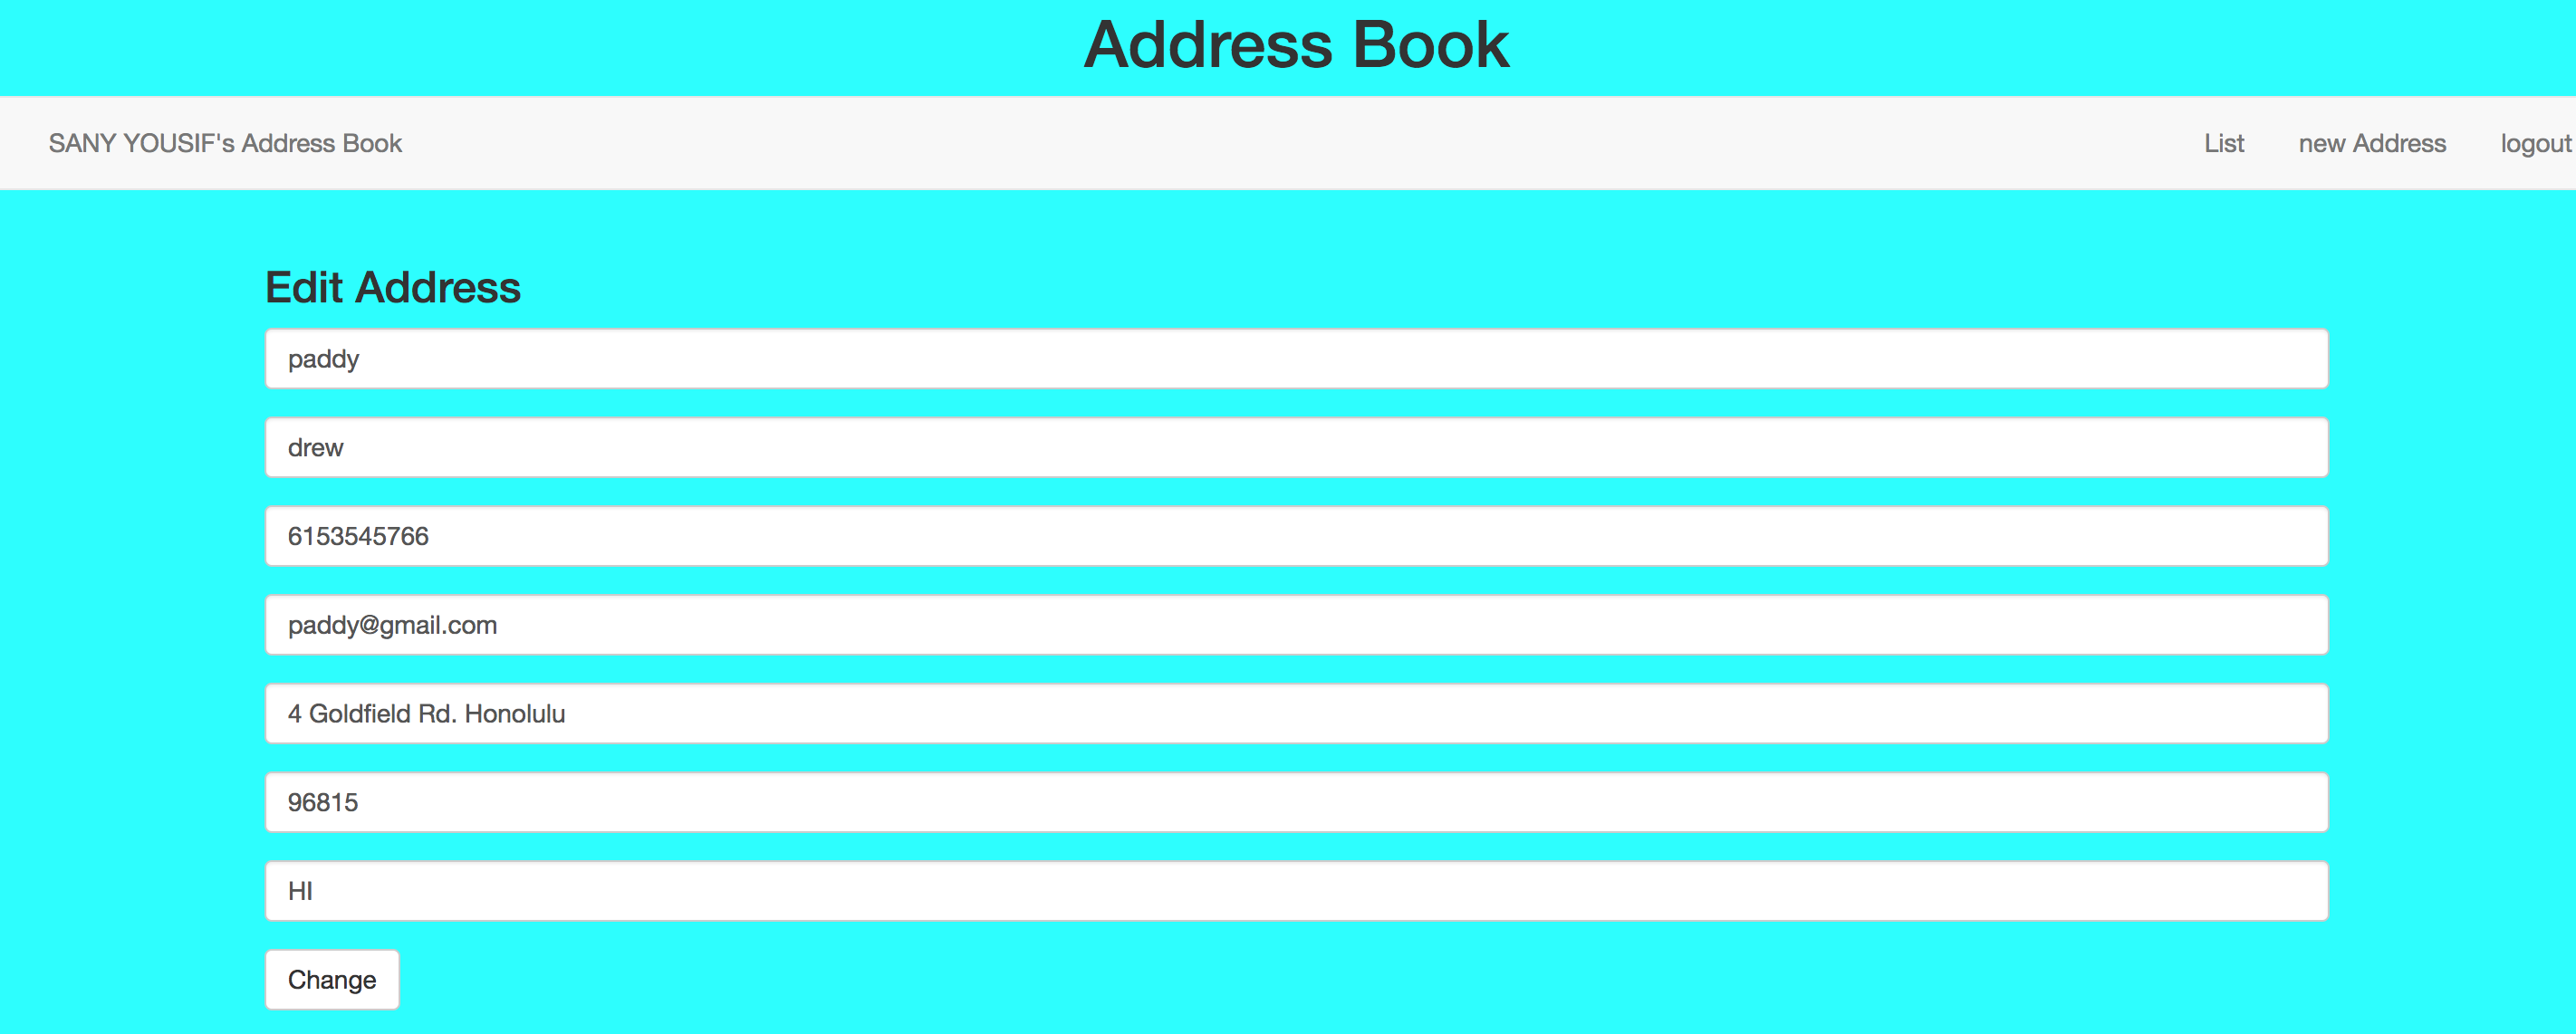 Address Book
SANY YOUSIF's Address Book List new Address logout
Edit Address
paddy
drew
6153545766
paddy@gmail.com
4 Goldfield Rd. Honolulu
96815
HI
Change